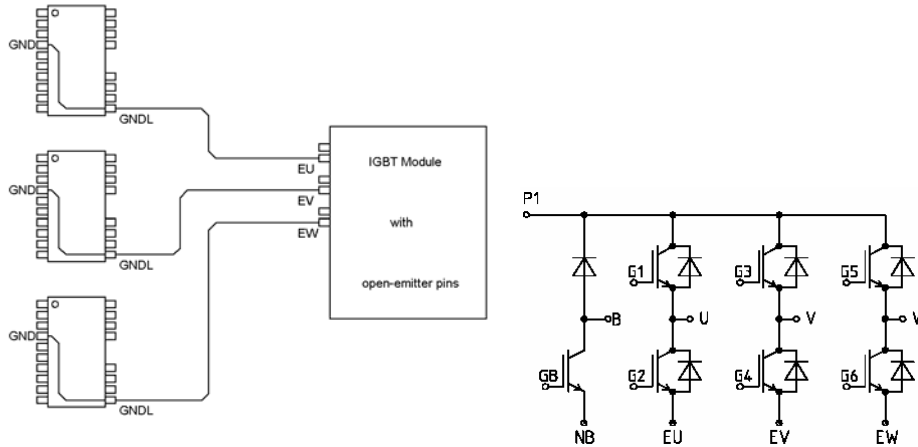 GND
GNDL
GND
GNDL
GND
GNDL
EU
EV
EW
IGBT Module
with
open-emitter pins
P1
G1
G3
G5
B
U
V
GB
G2
G4
G6
NB
EU
EV
EW